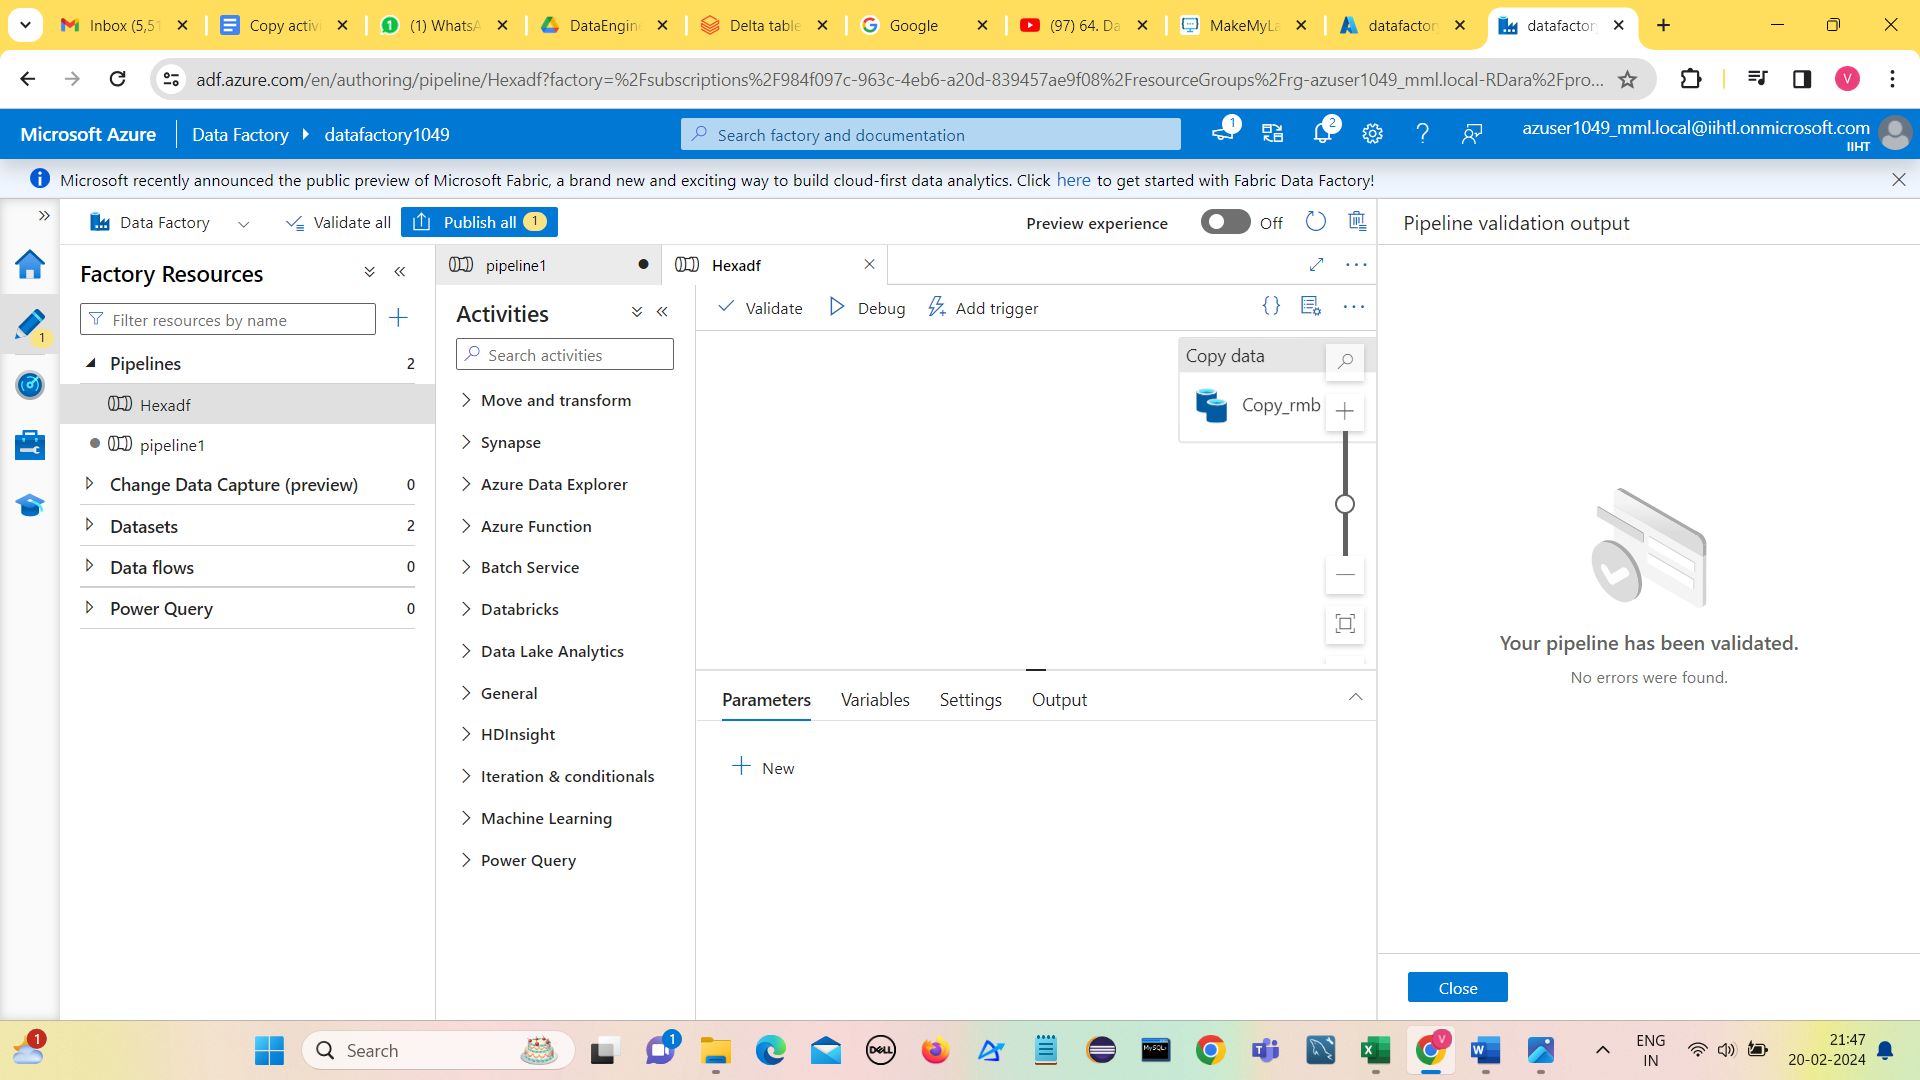 Inbox (5,51
Copy activi
(1) WhatsA
DataEngin
Delta table
Google
(97) 64. Da
MakeMyLa
datafactor
datafactor
adf.azure.com/en/authoring/pipeline/Hexadf?factory=%2Fsubscriptions%2F984f097c-963c-4eb6-a20d-839457ae9f08%2FresourceGroups%2Frg-azuser1049_mml.local-RDara%2Fpro...
V
Microsoft Azure
Data Factory
datafactory1049
Search factory and documentation
1
2
azuser1049_mml.local@iihtl.onmicrosoft.com
IIHT
Microsoft recently announced the public preview of Microsoft Fabric, a brand new and exciting way to build cloud-first data analytics. Click here to get started with Fabric Data Factory!
Data Factory
Validate all
Publish all 1
Preview experience
Off
Pipeline validation output
Factory Resources
Filter resources by name
1
Pipelines 2
Hexadf
pipeline1
Change Data Capture (preview) 0
Datasets 2
Data flows 0
Power Query 0
pipeline1
Hexadf
Activities
Search activities
Move and transform
Synapse
Azure Data Explorer
Azure Function
Batch Service
Databricks
Data Lake Analytics
General
HDInsight
Iteration & conditionals
Machine Learning
Power Query
Validate
Debug
Add trigger
Copy data
Copy_rmb
Parameters
Variables
Settings
Output
New
Your pipeline has been validated.
No errors were found.
Close
1
Search
1
DELL
MySQL
V
ENG
IN
21:47
20-02-2024